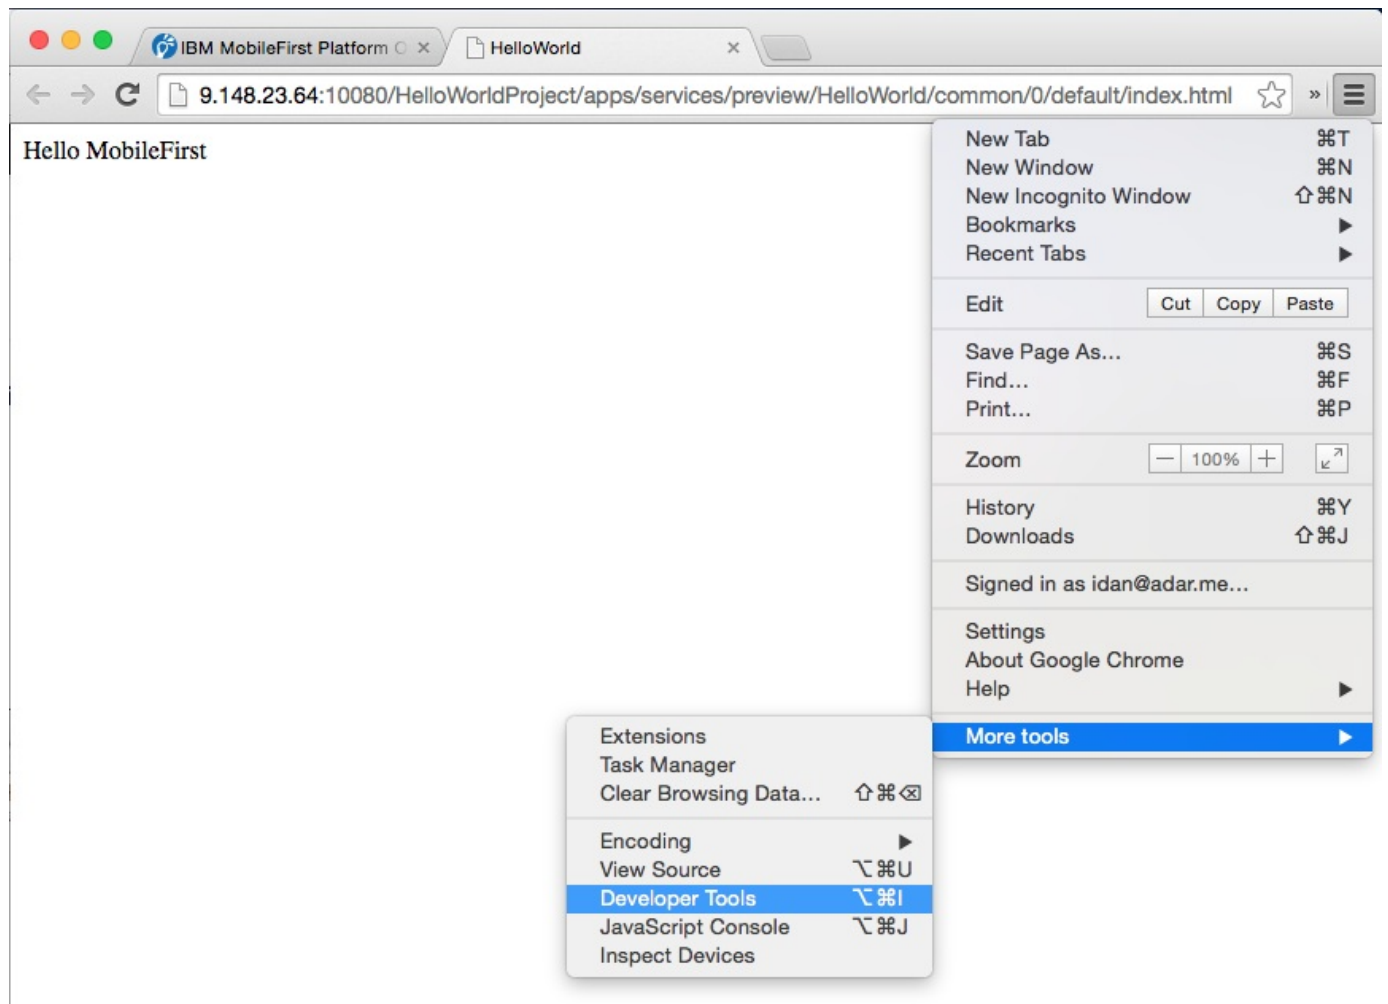 IBM MobileFirst Platform O
HelloWorld
9.148.23.64:10080/HelloWorldProject/apps/services/preview/HelloWorld/common/0/default/index.html
»
Hello MobileFirst
New Tab ⌘T
New Window ⌘N
New Incognito Window ⇧⌘N
Bookmarks ▶
Recent Tabs ▶
Edit Cut Copy Paste
Save Page As... ⌘S
Find... ⌘F
Print... ⌘P
Zoom — 100% +
History ⌘Y
Downloads ⇧⌘J
Signed in as idan@adar.me...
Settings
About Google Chrome
Help ▶
More tools ▶
Extensions
Task Manager
Clear Browsing Data... ⇧⌘⌫
Encoding ▶
View Source ⌥⌘U
Developer Tools ⌥⌘I
JavaScript Console ⌥⌘J
Inspect Devices